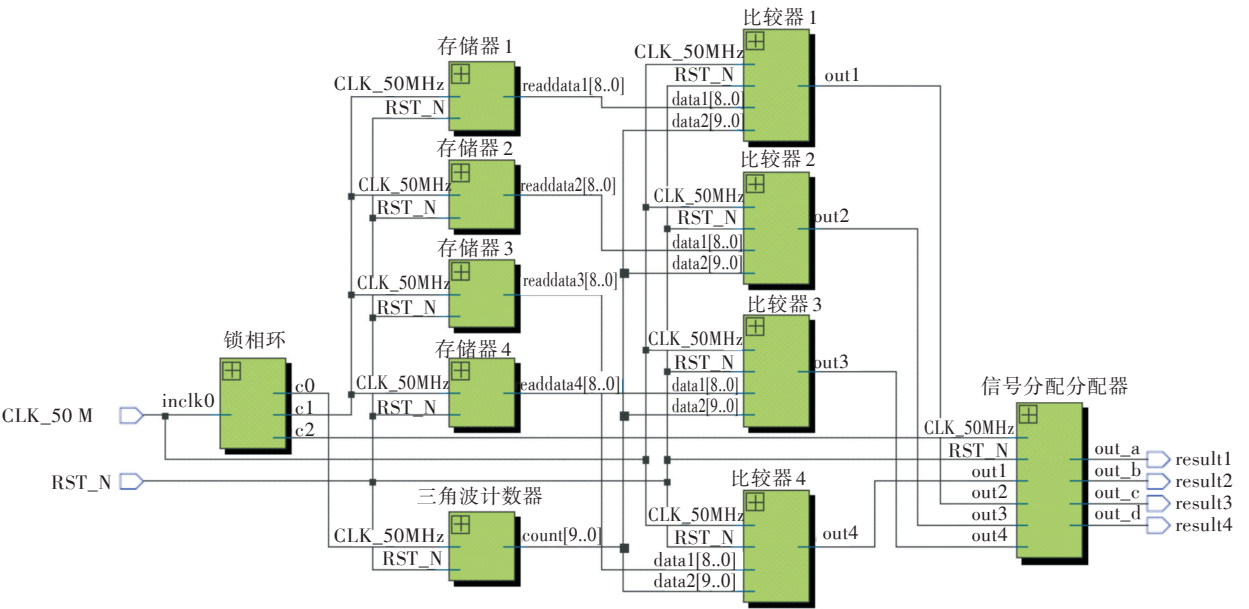 锁相环
CLK_50 M
inclk0
c0
c1
c2
RST_N
存储器1
CLK_50MHz
RST_N
readdata1[8..0]
存储器2
CLK_50MHz
RST_N
readdata2[8..0]
存储器3
CLK_50MHz
RST_N
readdata3[8..0]
存储器4
CLK_50MHz
RST_N
eaddata4[8..0]
三角波计数器
CLK_50MHz
RST_N
count[9..0]
比较器1
CLK_50MHz
RST_N
data1[8..0]
data2[9..0]
out1
比较器2
CLK_50MHz
RST_N
data1[8..0]
data2[9..0]
out2
比较器3
CLK_50MHz
RST_N
data1[8..0]
data2[9..0]
out3
比较器4
CLK_50MHz
RST_N
data1[8..0]
data2[9..0]
out4
信号分配分配器
CLK_50MHz
RST_N
out1
out2
out3
out4
out_a
out_b
out_c
out_d
result1
result2
result3
result4